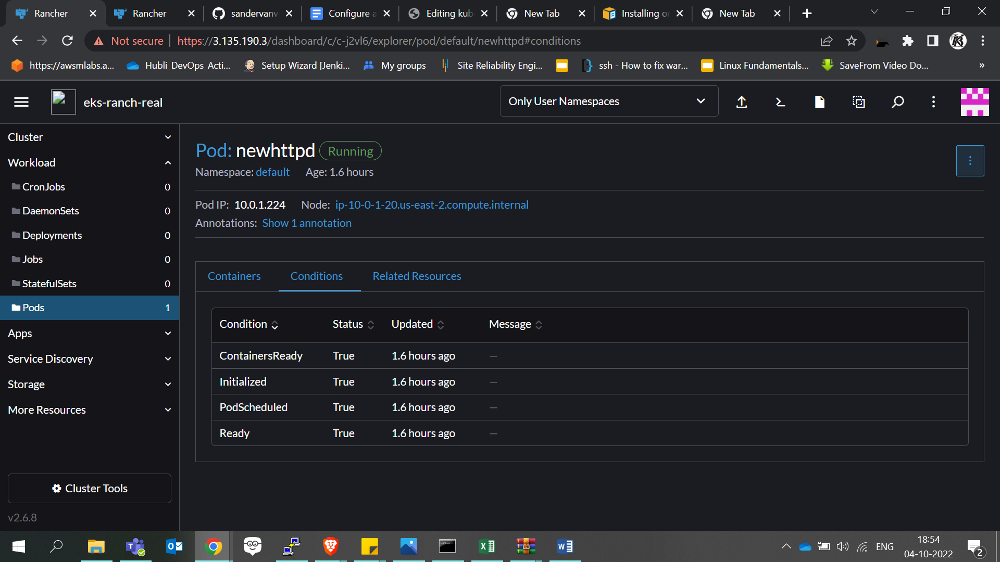 Rancher
Rancher
sandervanv
Configure a
Editing kub
New Tab
Installing o
New Tab
Not secure
https://3.135.190.3/dashboard/c/c-j2vl6/explorer/pod/default/newhttpd#conditions
https://awsmlabs.a...
Hubli_DevOps_Acti...
Setup Wizard [Jenki...
My groups
Site Reliability Engi...
ssh - How to fix war...
Linux Fundamentals...
SaveFrom Video Do...
»
eks-ranch-real
Only User Namespaces
Cluster
Workload
CronJobs 0
DaemonSets 0
Deployments 0
Jobs 0
StatefulSets 0
Pods 1
Apps
Service Discovery
Storage
More Resources
Cluster Tools
v2.6.8
Pod: newhttpd Running
Namespace: default Age: 1.6 hours
Pod IP: 10.0.1.224 Node: ip-10-0-1-20.us-east-2.compute.internal
Annotations: Show 1 annotation
Containers Conditions Related Resources
Condition Status Updated Message
ContainersReady True 1.6 hours ago —
Initialized True 1.6 hours ago —
PodScheduled True 1.6 hours ago —
Ready True 1.6 hours ago —
ENG
18:54
04-10-2022
2